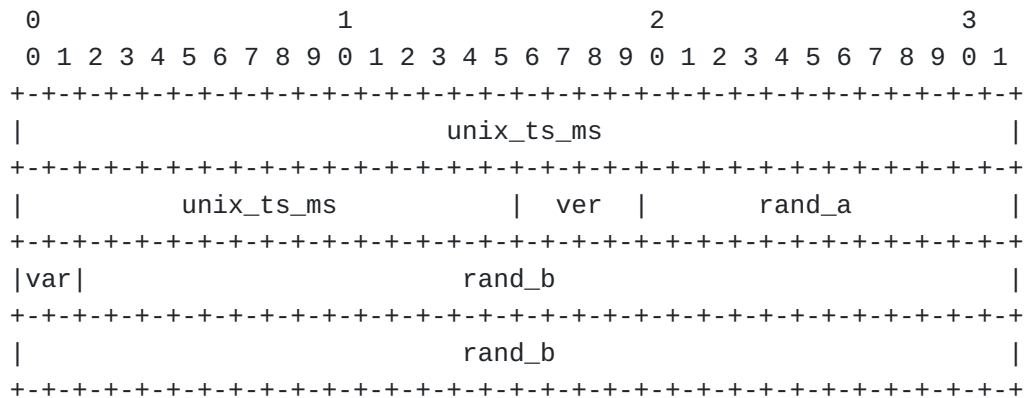 0                   1                   2                   3
 0 1 2 3 4 5 6 7 8 9 0 1 2 3 4 5 6 7 8 9 0 1 2 3 4 5 6 7 8 9 0 1
+-+-+-+-+-+-+-+-+-+-+-+-+-+-+-+-+-+-+-+-+-+-+-+-+-+-+-+-+-+-+-+-+
|                           unix_ts_ms                          |
+-+-+-+-+-+-+-+-+-+-+-+-+-+-+-+-+-+-+-+-+-+-+-+-+-+-+-+-+-+-+-+-+
|          unix_ts_ms           |  ver  |       rand_a          |
+-+-+-+-+-+-+-+-+-+-+-+-+-+-+-+-+-+-+-+-+-+-+-+-+-+-+-+-+-+-+-+-+
|var|                        rand_b                             |
+-+-+-+-+-+-+-+-+-+-+-+-+-+-+-+-+-+-+-+-+-+-+-+-+-+-+-+-+-+-+-+-+
|                            rand_b                             |
+-+-+-+-+-+-+-+-+-+-+-+-+-+-+-+-+-+-+-+-+-+-+-+-+-+-+-+-+-+-+-+-+